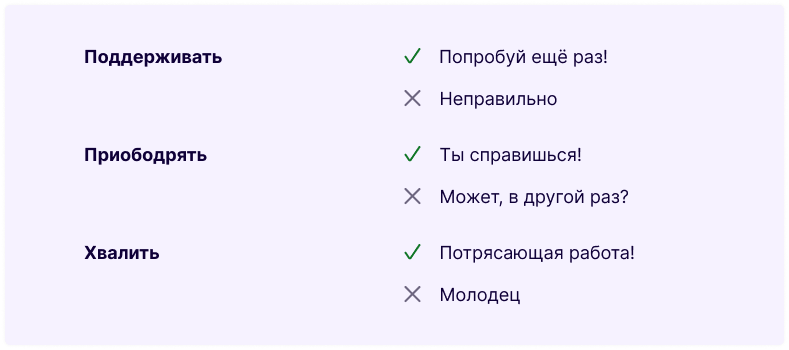 Поддерживать
Попробуй ещё раз!
Неправильно
Приободрять
Ты справишься!
Может, в другой раз?
Хвалить
Потрясающая работа!
Молодец